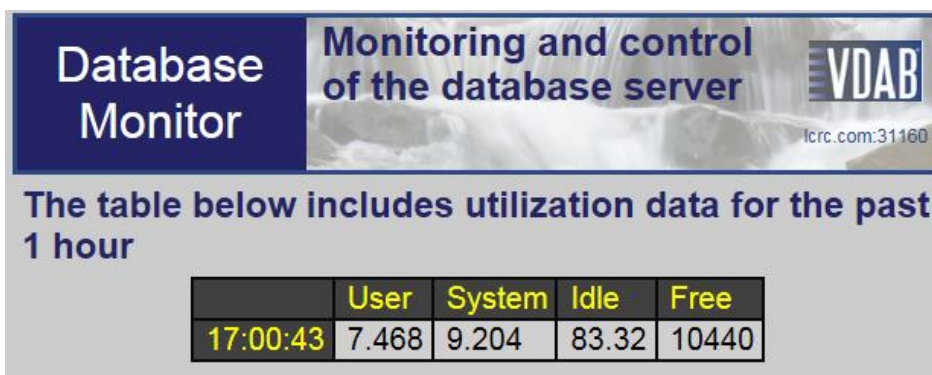 Database
Monitor
Monitoring and control
of the database server
VDAB
lcrc.com:31160
The table below includes utilization data for the past
1 hour
User System Idle Free
17:00:43 7.468 9.204 83.32 10440